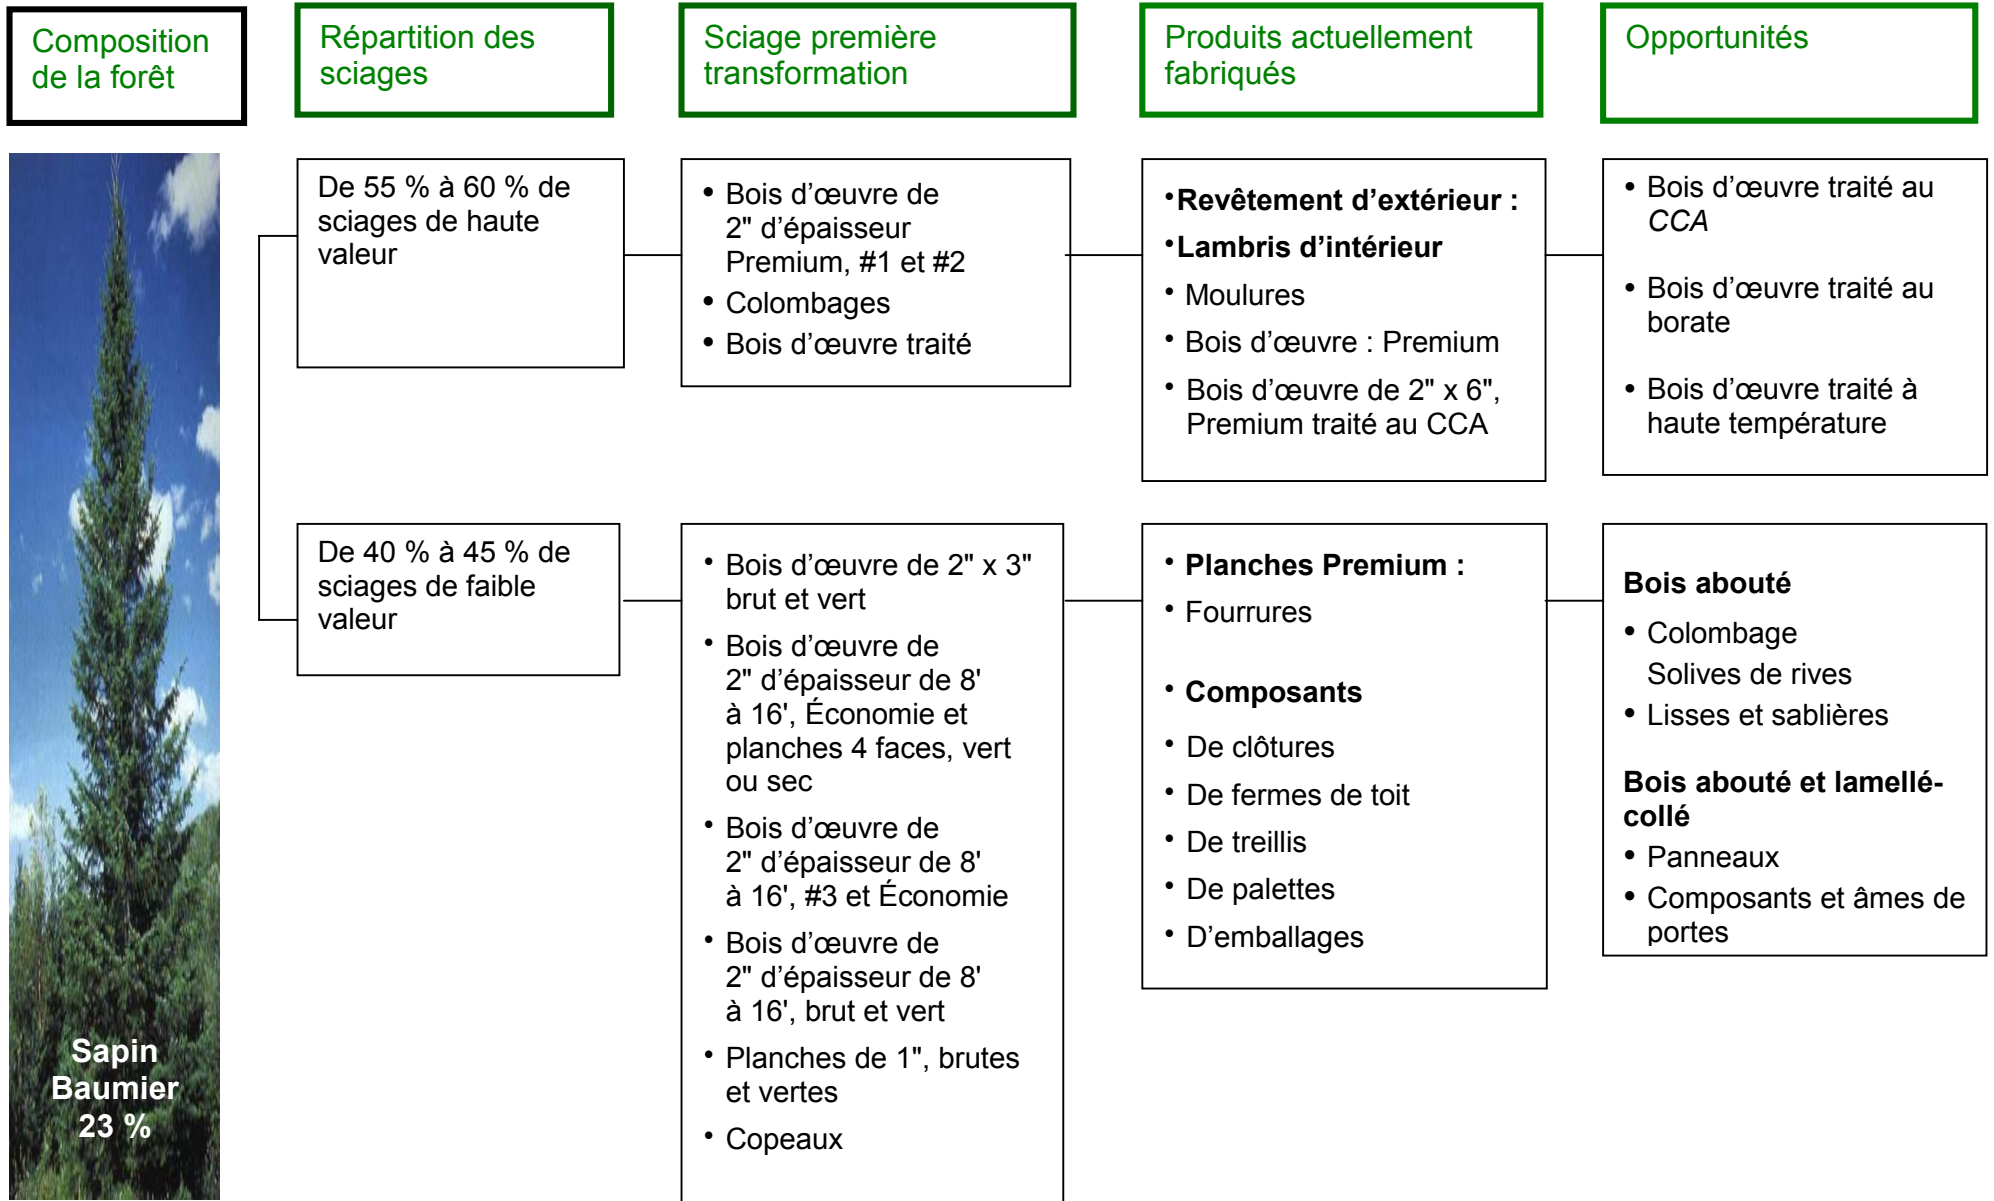 Composition
de la forêt
Répartition des
sciages
Sciage première
transformation
Produits actuellement
fabriqués
Opportunités
De 55 % à 60 % de
sciages de haute
valeur
• Bois d’œuvre de
2" d’épaisseur
Premium, #1 et #2
• Colombages
• Bois d’œuvre traité
•Revêtement d’extérieur :
•Lambris d’intérieur
• Moulures
• Bois d’œuvre : Premium
• Bois d’œuvre de 2" x 6",
Premium traité au CCA
• Bois d’œuvre traité au
CCA
• Bois d’œuvre traité au
borate
• Bois d’œuvre traité à
haute température
De 40 % à 45 % de
sciages de faible
valeur
• Bois d’œuvre de 2" x 3"
brut et vert
• Bois d’œuvre de
2" d’épaisseur de 8'
à 16', Économie et
planches 4 faces, vert
ou sec
• Bois d’œuvre de
2" d’épaisseur de 8'
à 16', #3 et Économie
• Bois d’œuvre de
2" d’épaisseur de 8'
à 16', brut et vert
• Planches de 1", brutes
et vertes
• Copeaux
• Planches Premium :
• Fourrures
• Composants
• De clôtures
• De fermes de toit
• De treillis
• De palettes
• D’emballages
Bois abouté
• Colombage
Solives de rives
• Lisses et sablières
Bois abouté et lamellé-
collé
• Panneaux
• Composants et âmes de
portes
Sapin
Baumier
23 %